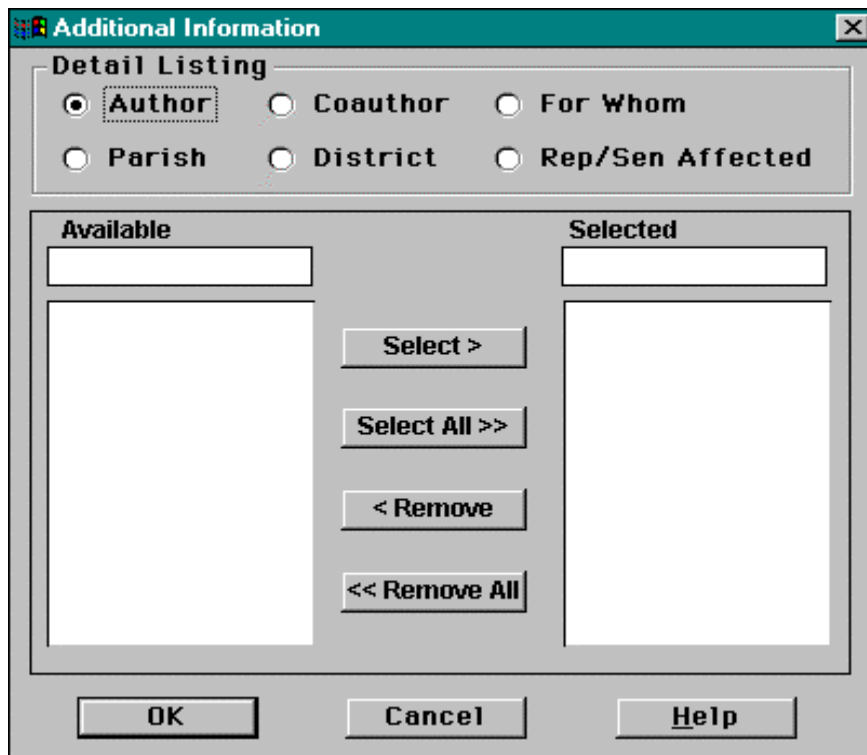 Additional Information
Detail Listing
Author Coauthor For Whom
Parish District Rep/Sen Affected
Available Selected
Select >
Select All >>
< Remove
<< Remove All
OK Cancel Help